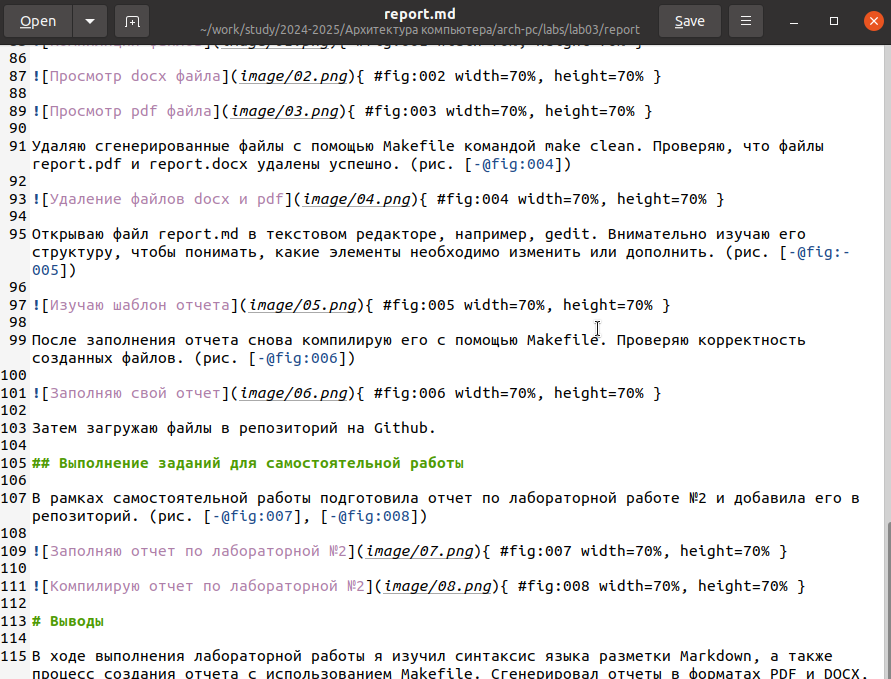 Open
report.md
~/work/study/2024-2025/Архитектура компьютера/arch-pc/labs/lab03/report
Save
86
87 ![Просмотр docx файла](image/02.png){ #fig:002 width=70%, height=70% }
88
89 ![Просмотр pdf файла](image/03.png){ #fig:003 width=70%, height=70% }
90
91 Удаляю сгенерированные файлы с помощью Makefile командой make clean. Проверяю, что файлы
report.pdf и report.docx удалены успешно. (рис. [-@fig:004])
92
93 ![Удаление файлов docx и pdf](image/04.png){ #fig:004 width=70%, height=70% }
94
95 Открываю файл report.md в текстовом редакторе, например, gedit. Внимательно изучаю его
структуру, чтобы понимать, какие элементы необходимо изменить или дополнить. (рис. [-@fig:-
005])
96
97 ![Изучаю шаблон отчета](image/05.png){ #fig:005 width=70%, height=70% }
98
99 После заполнения отчета снова компилирую его с помощью Makefile. Проверяю корректность
созданных файлов. (рис. [-@fig:006])
100
101 ![Заполняю свой отчет](image/06.png){ #fig:006 width=70%, height=70% }
102
103 Затем загружаю файлы в репозиторий на Github.
104
105 ## Выполнение заданий для самостоятельной работы
106
107 В рамках самостоятельной работы подготовила отчет по лабораторной работе №2 и добавила его в
репозиторий. (рис. [-@fig:007], [-@fig:008])
108
109 ![Заполняю отчет по лабораторной №2](image/07.png){ #fig:007 width=70%, height=70% }
110
111 ![Компилирую отчет по лабораторной №2](image/08.png){ #fig:008 width=70%, height=70% }
112
113 # Выводы
114
115 В ходе выполнения лабораторной работы я изучил синтаксис языка разметки Markdown, а также
процесс создания отчета с использованием Makefile. Сгенерировал отчеты в форматах PDF и DOCX,